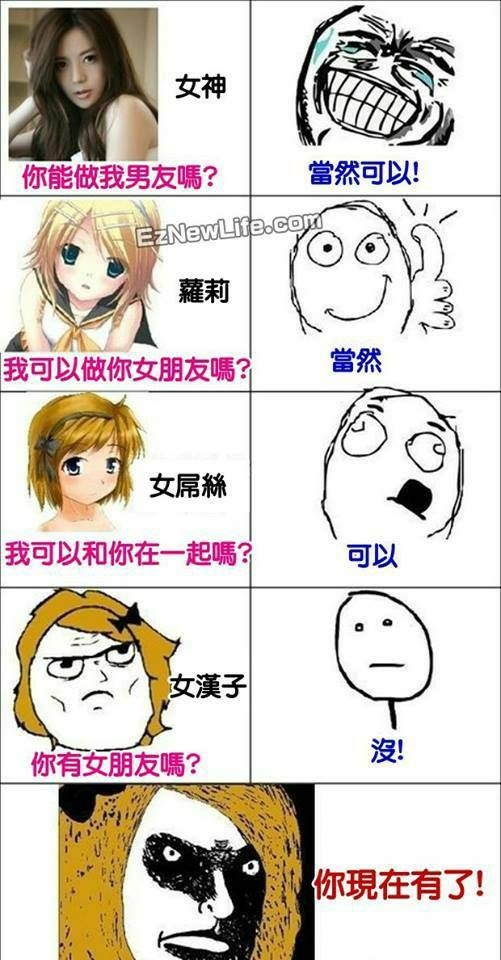 女神
你能做我男友嗎?
當然可以!
EzNewLife.com
蘿莉
我可以做你女朋友嗎?
當然
女屌絲
我可以和你在一起嗎?
可以
女漢子
你有女朋友嗎?
沒!
你現在有了!